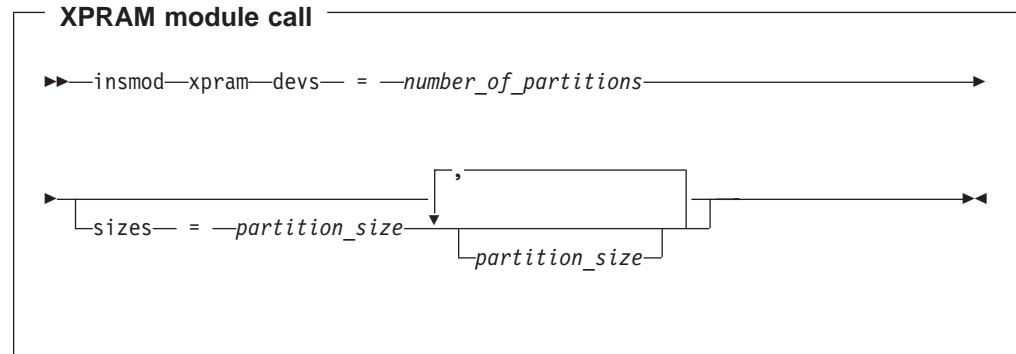 XPRAM module call
insmod xpram devs = number_of_partitions
,
sizes = partition_size
partition_size